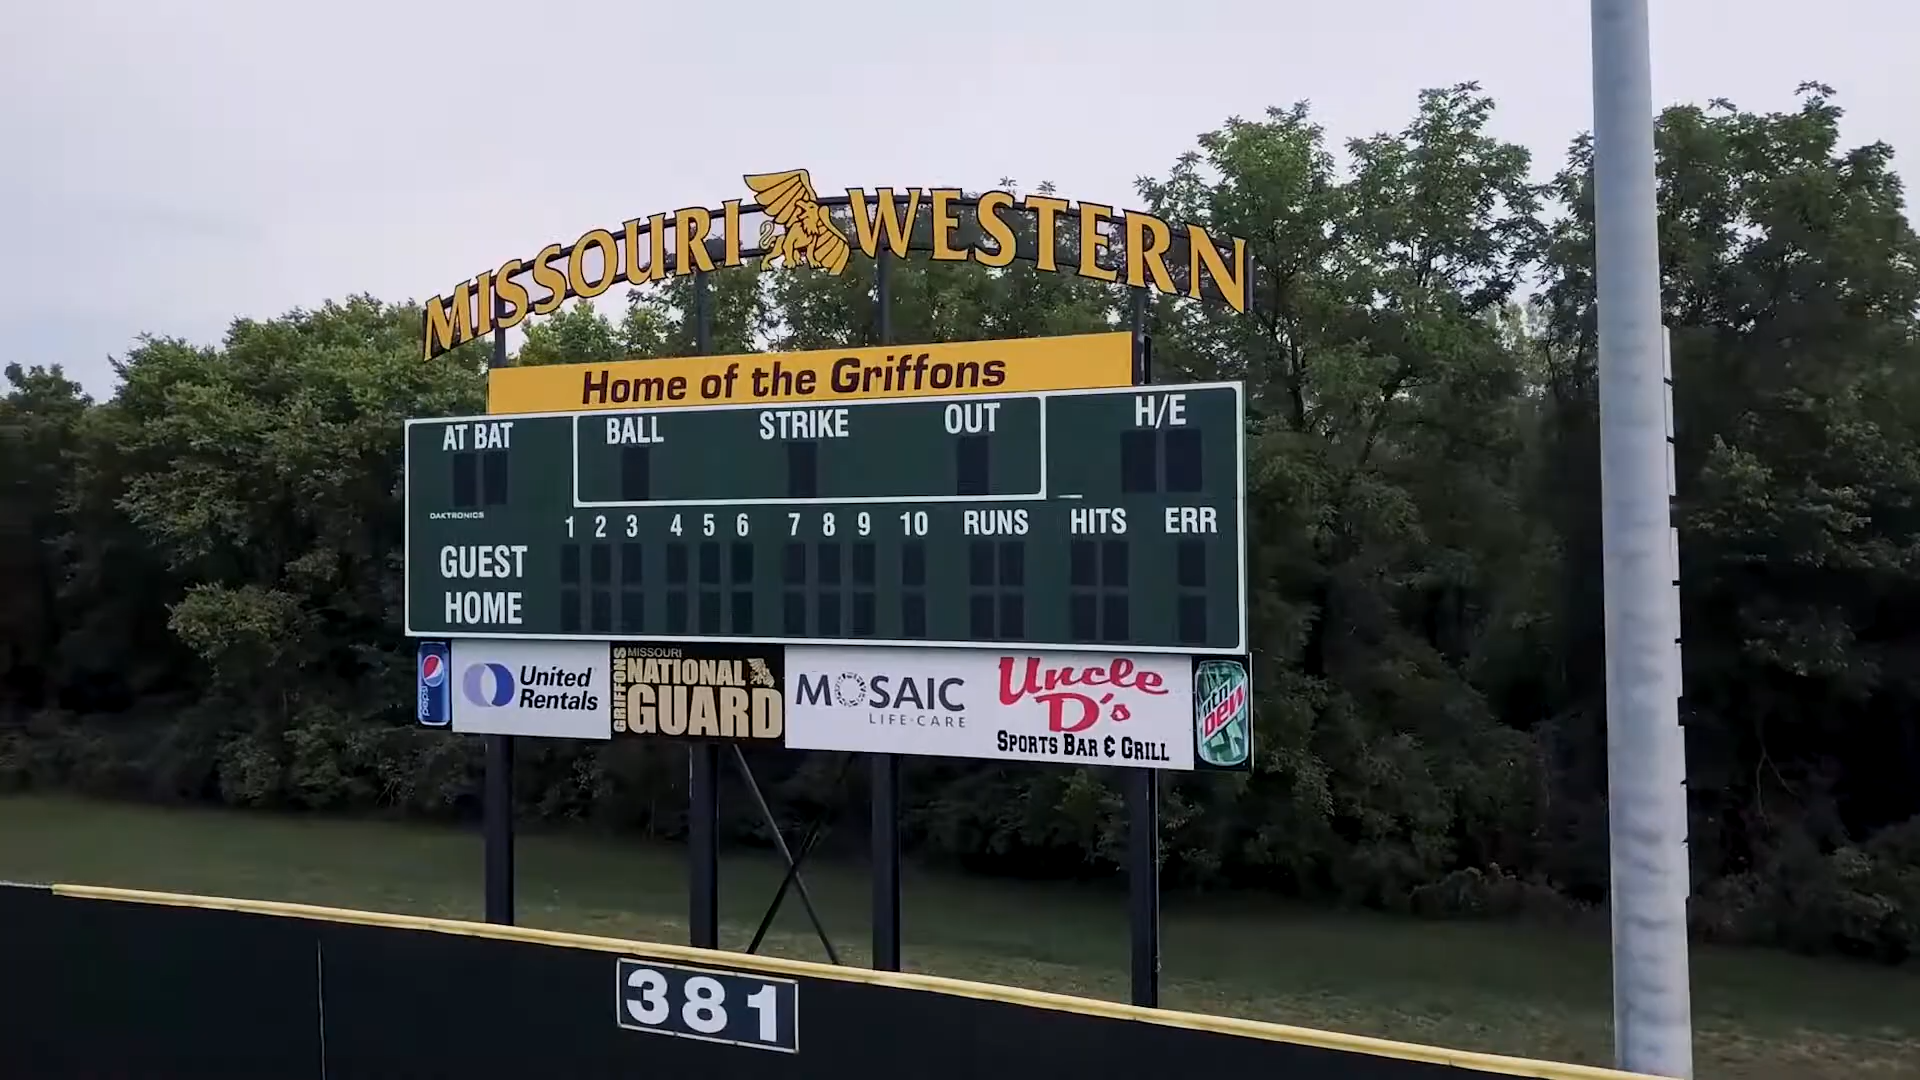 MISSOURI WESTERN
Home of the Griffons
AT BAT BALL STRIKE OUT H/E
DAKTRONICS
1 2 3 4 5 6 7 8 9 10 RUNS HITS ERR
GUEST
HOME
pepsi
United
Rentals
GRIFFONS
MISSOURI
NATIONAL
GUARD
MOSAIC
LIFE CARE
Uncle
D's
SPORTS BAR & GRILL
mtn
DEW
381